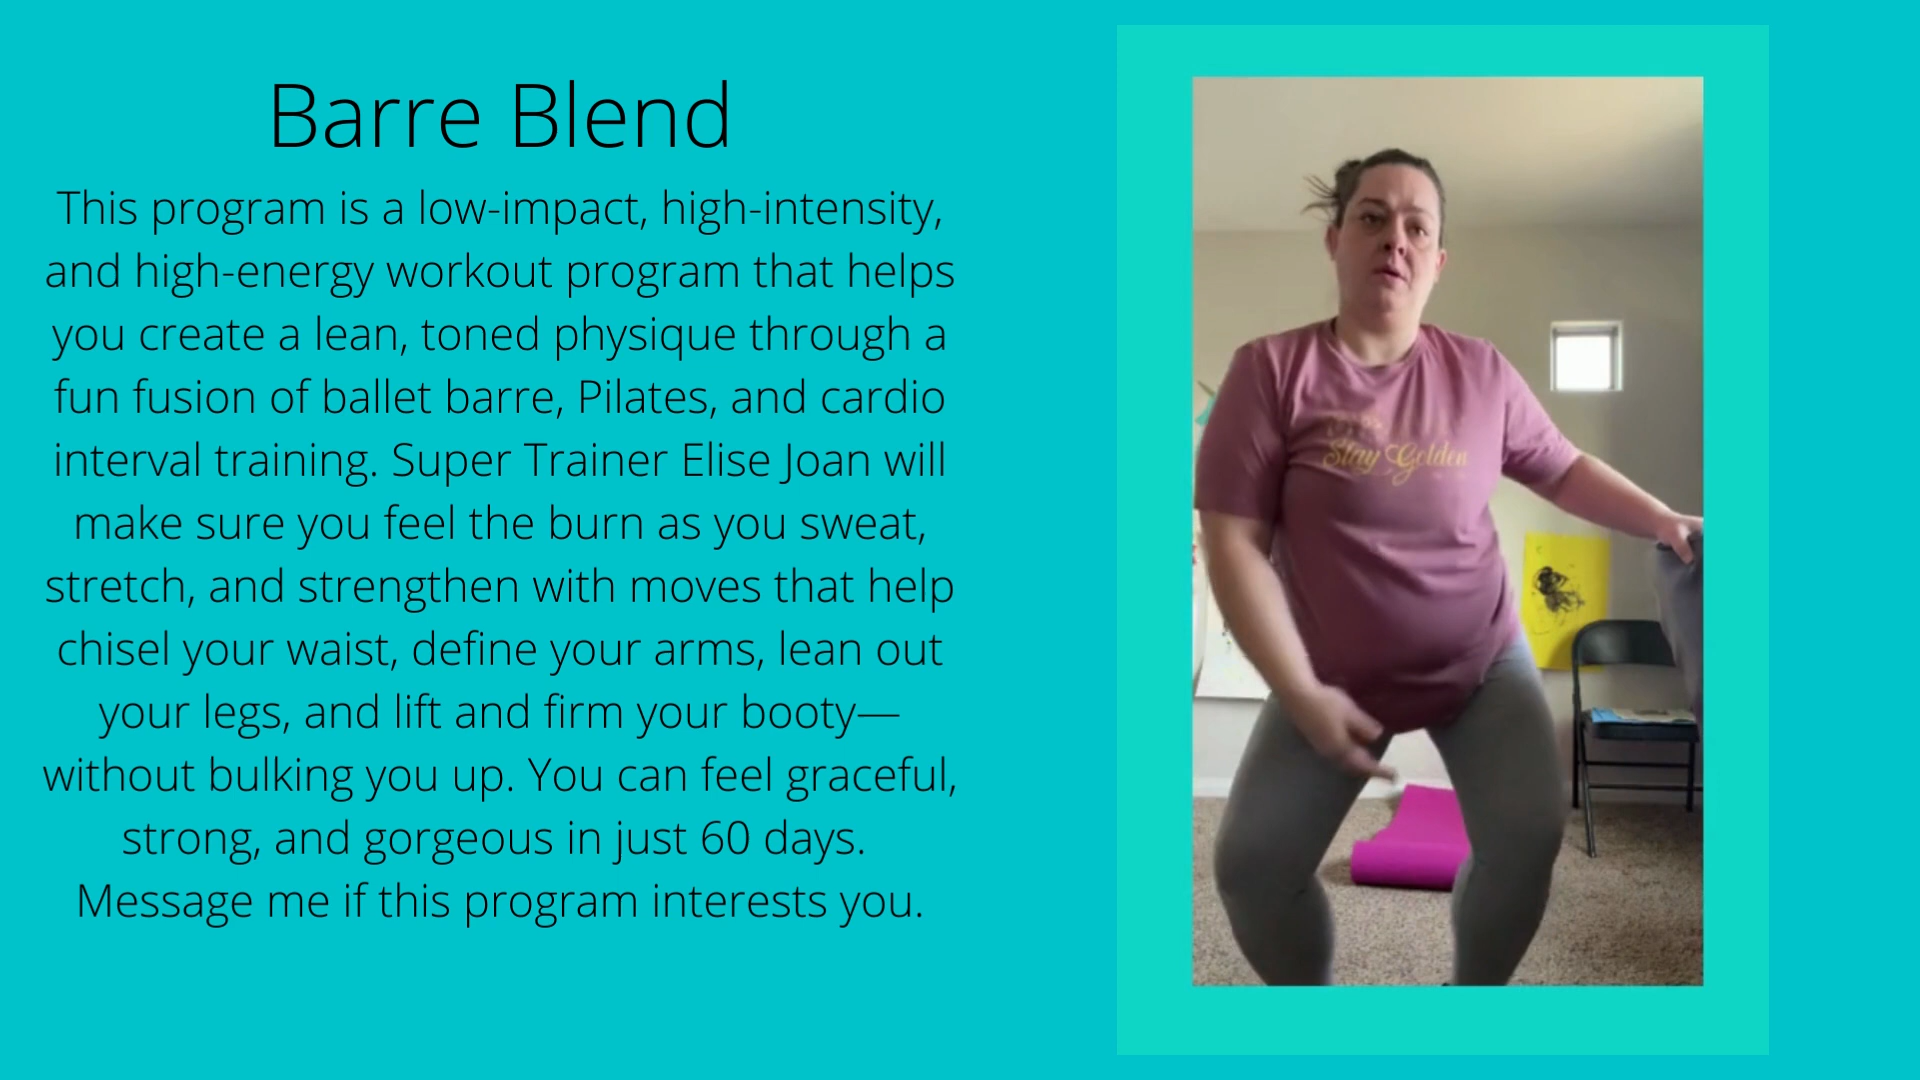 Barre Blend
This program is a low-impact, high-intensity,
and high-energy workout program that helps
you create a lean, toned physique through a
fun fusion of ballet barre, Pilates, and cardio
interval training. Super Trainer Elise Joan will
make sure you feel the burn as you sweat,
stretch, and strengthen with moves that help
chisel your waist, define your arms, lean out
your legs, and lift and firm your booty—
without bulking you up. You can feel graceful,
strong, and gorgeous in just 60 days.
Message me if this program interests you.
Stay Golden